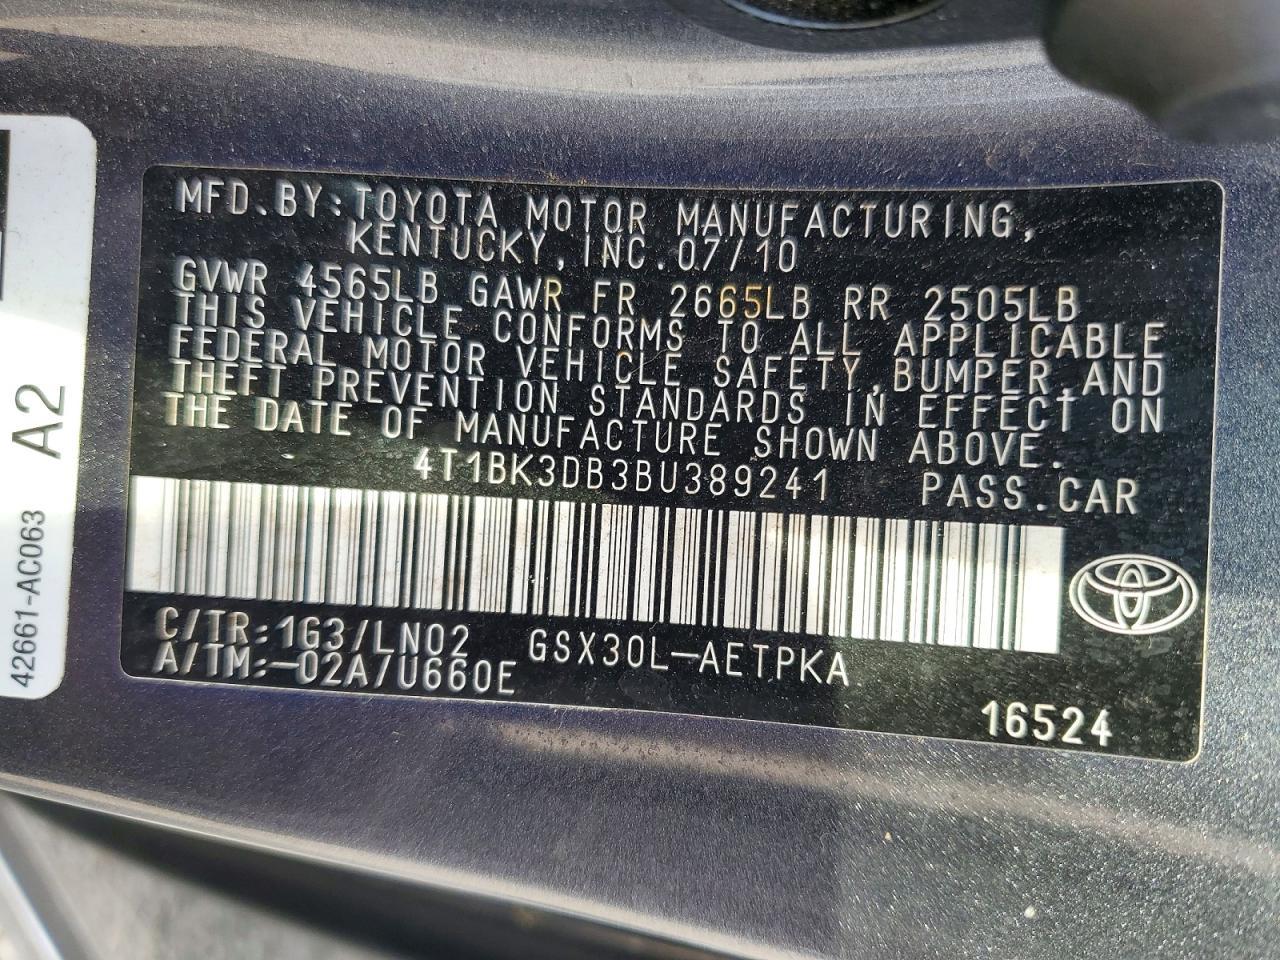 MFD.BY:TOYOTA MOTOR MANUFACTURING,
KENTUCKY,INC.07/10
GVWR 4565LB GAWR FR 2665LB RR 2505LB
THIS VEHICLE CONFORMS TO ALL APPLICABLE
FEDERAL MOTOR VEHICLE SAFETY,BUMPER,AND
THEFT PREVENTION STANDARDS IN EFFECT ON
THE DATE OF MANUFACTURE SHOWN ABOVE.
4T1BK3DB3BU389241 PASS.CAR
C/TR:1G3/LN02 GSX30L-AETPKA
A/TM:-02A/U660E
16524
42661-AC063 A2